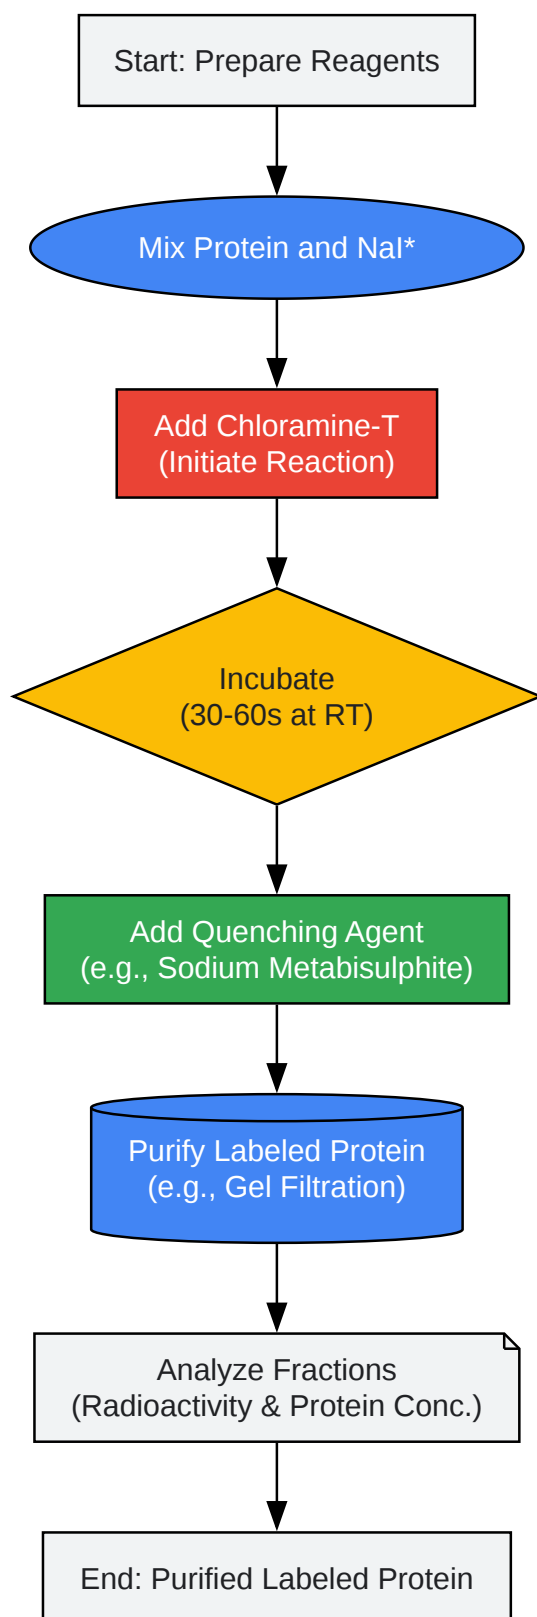 Start: Prepare Reagents
Mix Protein and NaI*
Add Chloramine-T
(Initiate Reaction)
Incubate
(30-60s at RT)
Add Quenching Agent
(e.g., Sodium Metabisulphite)
Purify Labeled Protein
(e.g., Gel Filtration)
Analyze Fractions
(Radioactivity & Protein Conc.)
End: Purified Labeled Protein